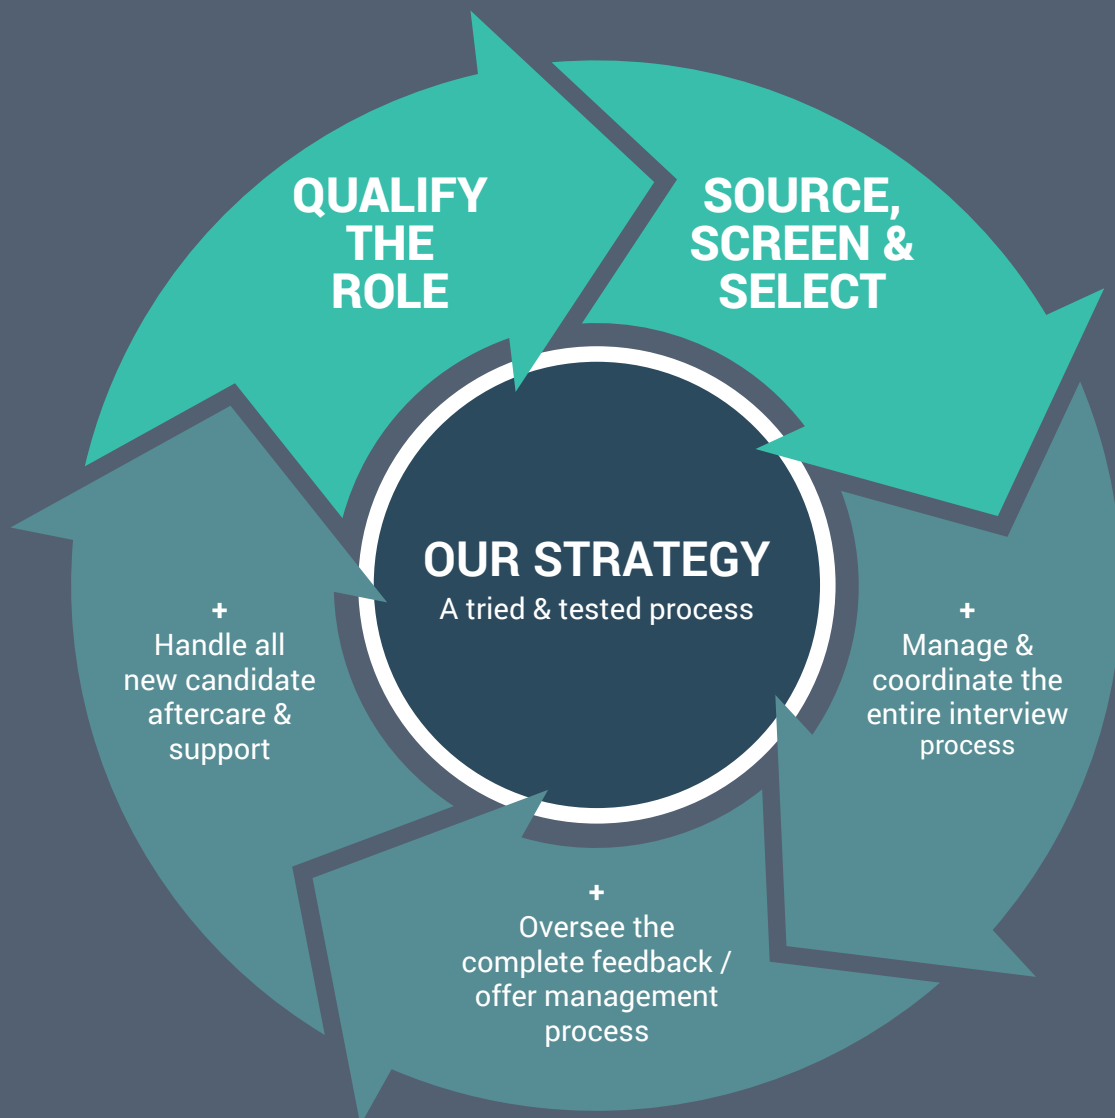 QUALIFY
THE
ROLE
SOURCE,
SCREEN &
SELECT
OUR STRATEGY
A tried & tested process
+
Handle all
new candidate
aftercare &
support
+
Manage &
coordinate the
entire interview
process
+
Oversee the
complete feedback /
offer management
process